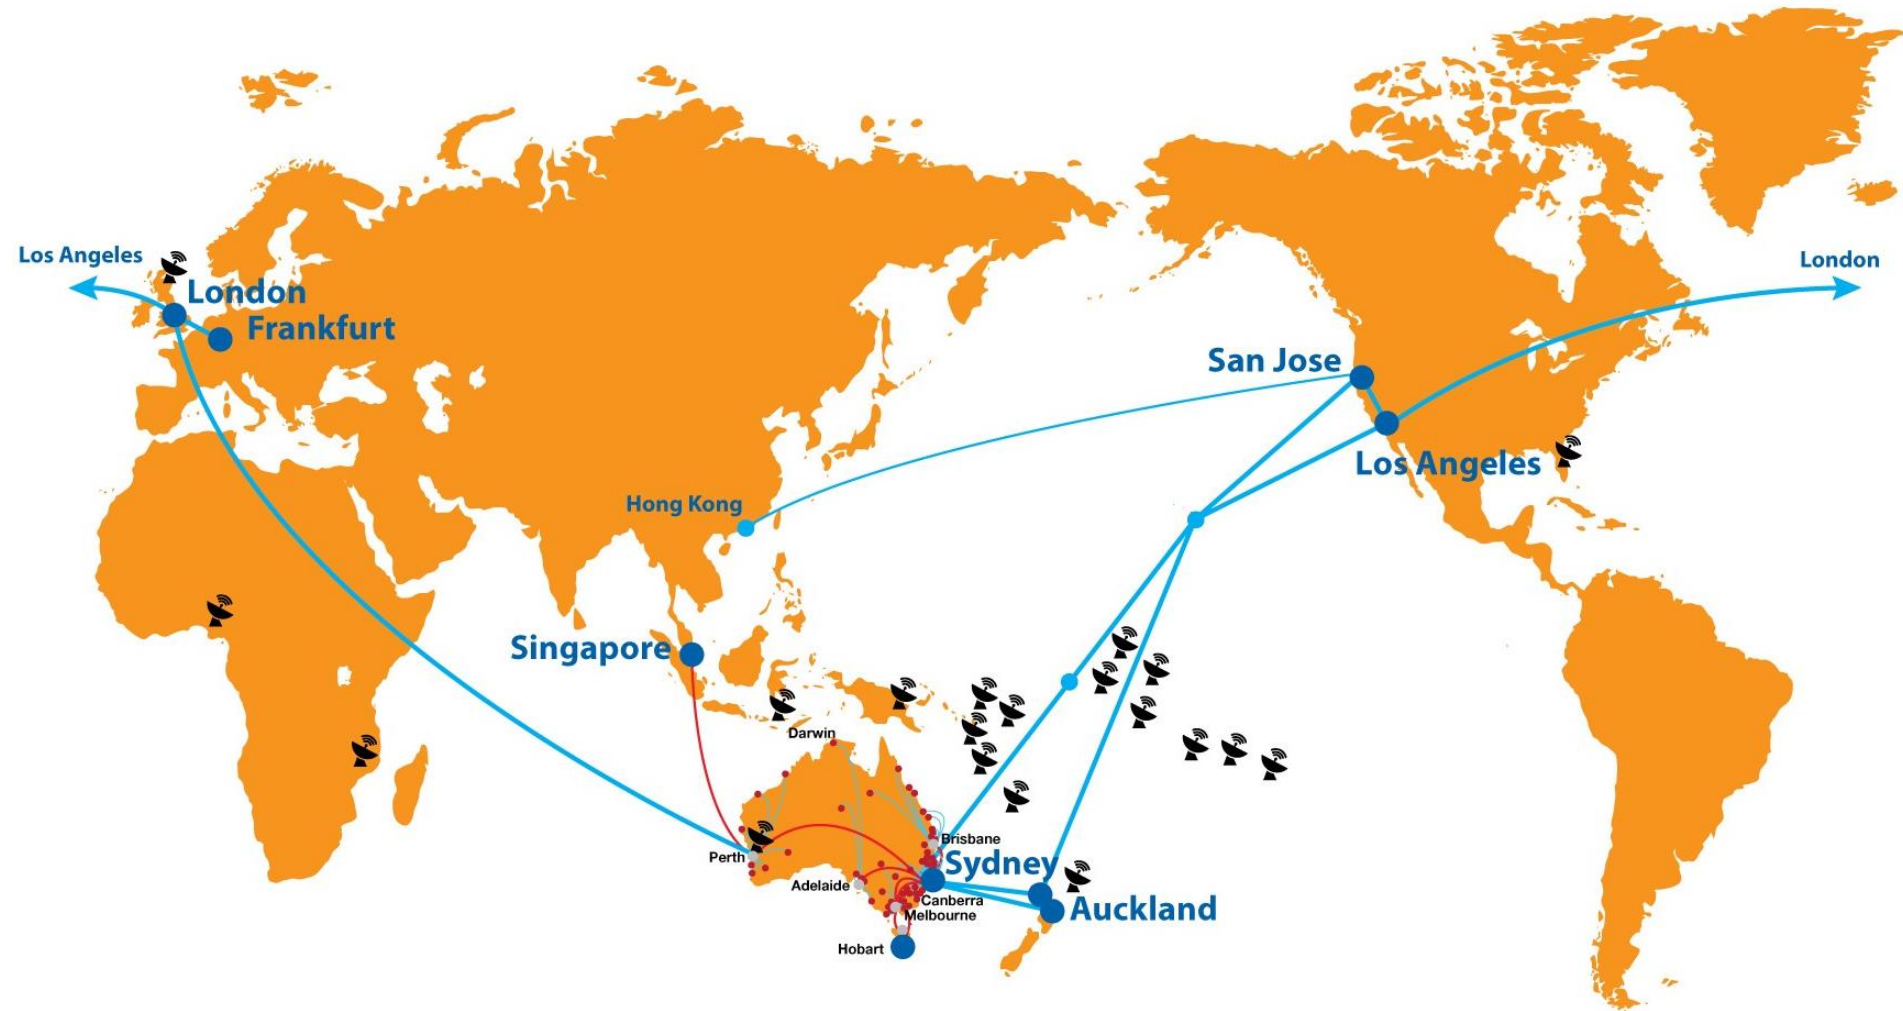 Los Angeles
London
London
Frankfurt
San Jose
Los Angeles
Hong Kong
Singapore
Darwin
Brisbane
Perth
Sydney
Adelaide
Canberra
Auckland
Melbourne
Hobart